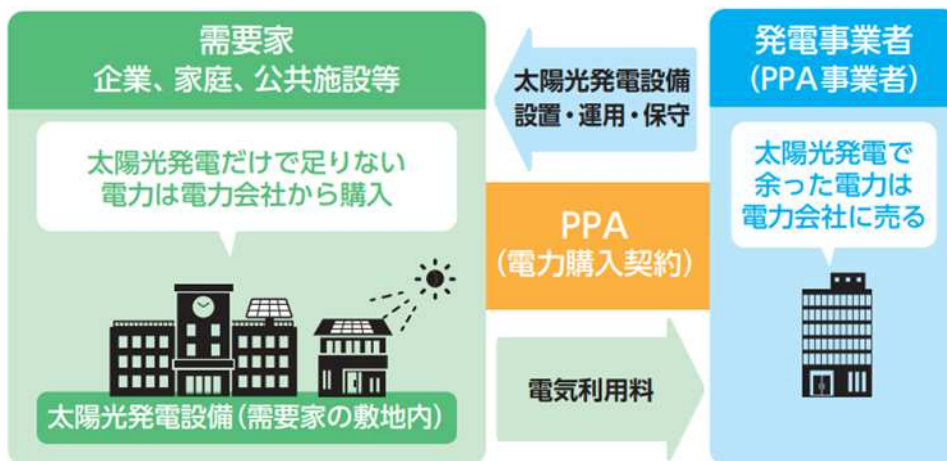 需要家
企業、家庭、公共施設等
太陽光発電だけで足りない
電力は電力会社から購入
太陽光発電設備(需要家の敷地内)
太陽光発電設備
設置・運用・保守
PPA
(電力購入契約)
電気利用料
発電事業者
(PPA事業者)
太陽光発電で
余った電力は
電力会社に売る